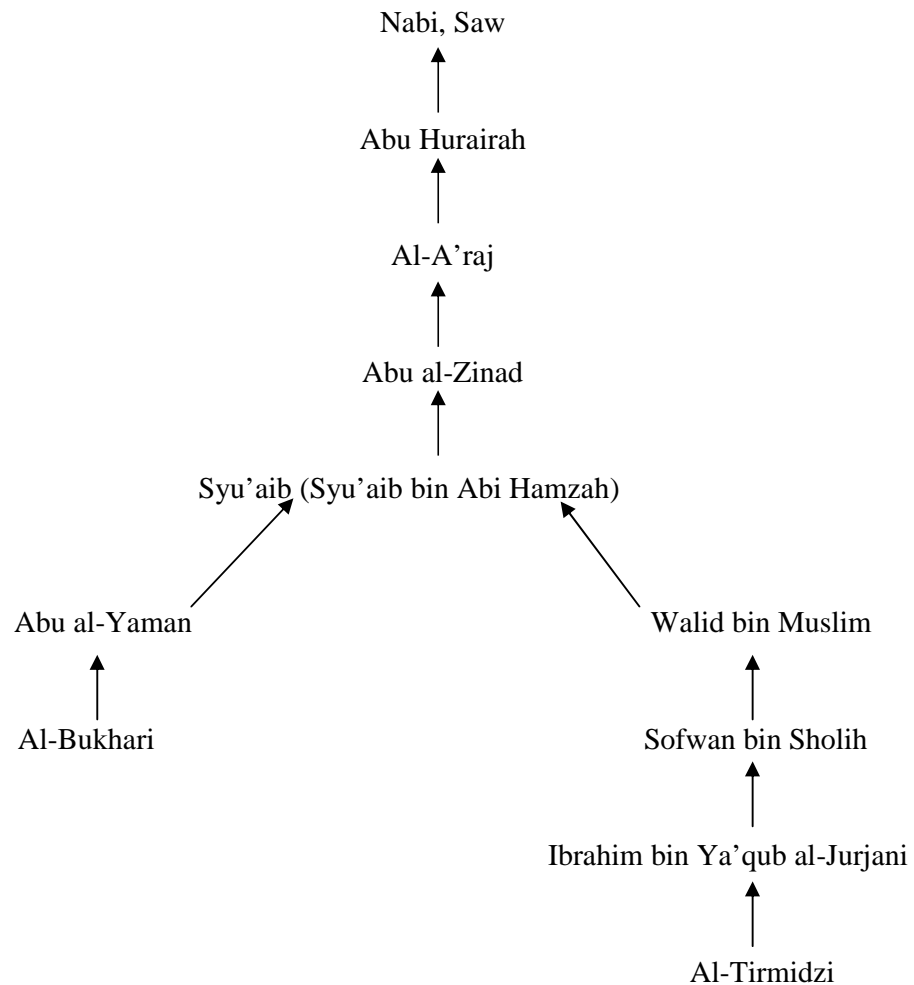 Nabi, Saw
Abu Hurairah
Al-A’raj
Abu al-Zinad
Syu’aib (Syu’aib bin Abi Hamzah)
Abu al-Yaman
Walid bin Muslim
Al-Bukhari
Sofwan bin Sholih
Ibrahim bin Ya’qub al-Jurjani
Al-Tirmidzi